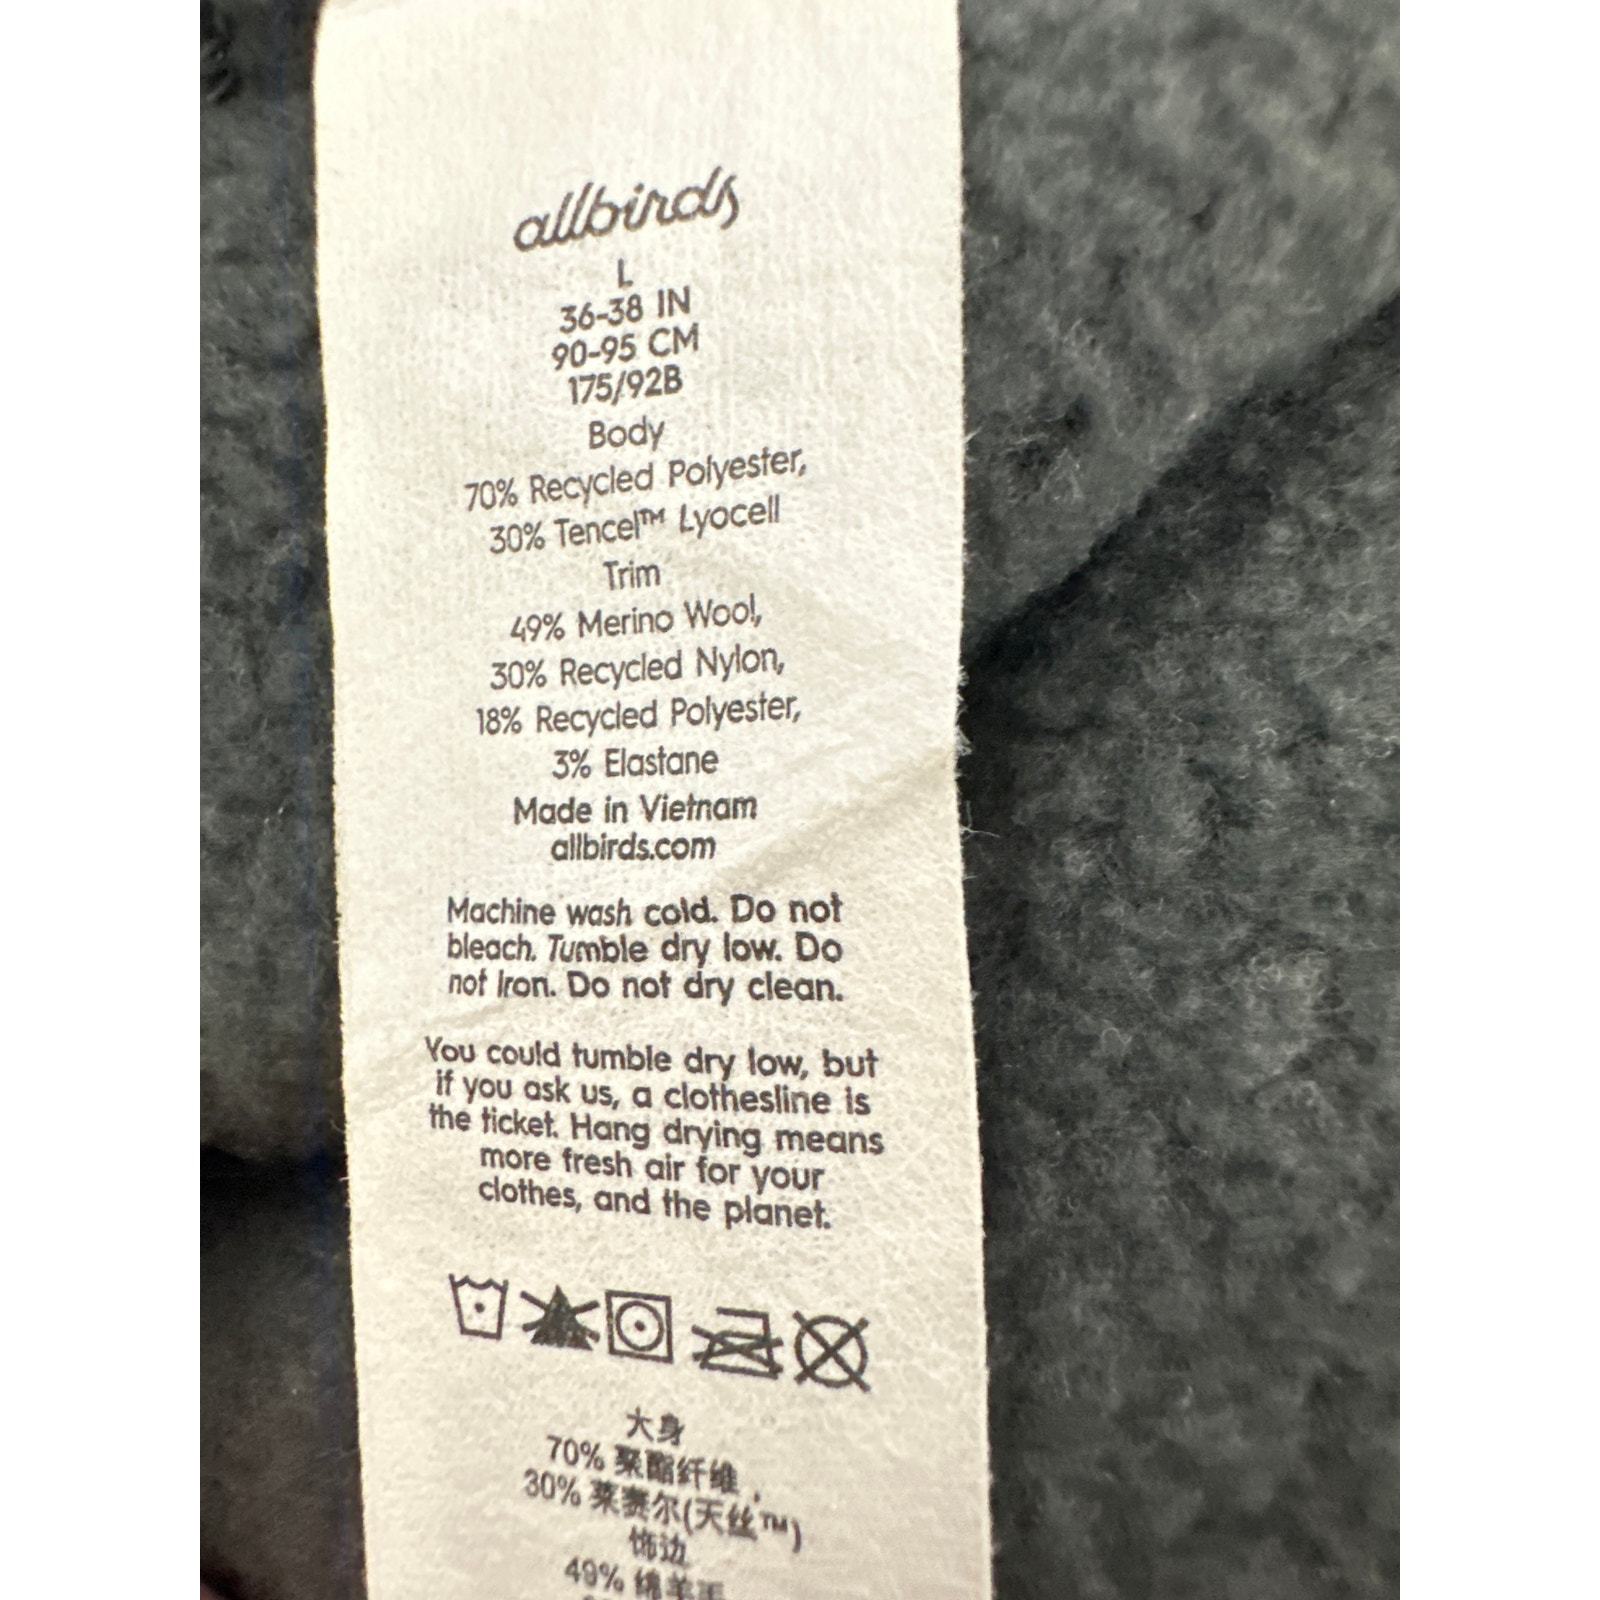 allbirds
L
36-38 IN
90-95 CM
175/92B
Body
70% Recycled Polyester,
30% Tencel™ Lyocell
Trim
49% Merino Wool,
30% Recycled Nylon,
18% Recycled Polyester,
3% Elastane
Made in Vietnam
allbirds.com
Machine wash cold. Do not
bleach. Tumble dry low. Do
not Iron. Do not dry clean.
You could tumble dry low, but
if you ask us, a clothesline is
the ticket. Hang drying means
more fresh air for your
clothes, and the planet.
大身
70% 聚酯纤维,
30% 莱赛尔(天丝™)
饰边
49% 绵羊毛